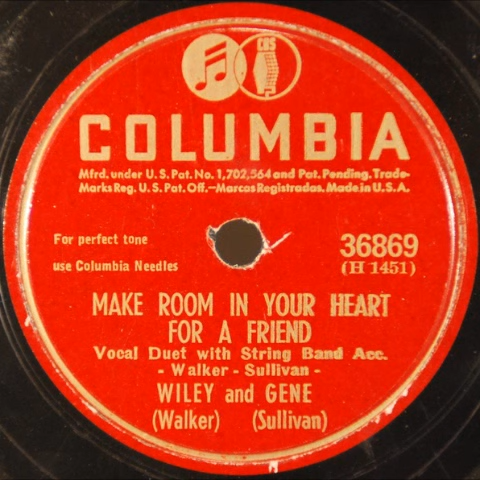 CBS
COLUMBIA
Mfrd. under U.S. Pat. No. 1,702,564 and Pat. Pending. Trade-
Marks Reg. U.S. Pat. Off.—Marcas Registradas. Made in U.S.A.
For perfect tone
use Columbia Needles
36869
(H 1451)
MAKE ROOM IN YOUR HEART
FOR A FRIEND
Vocal Duet with String Band Acc.
- Walker - Sullivan -
WILEY and GENE
(Walker) (Sullivan)